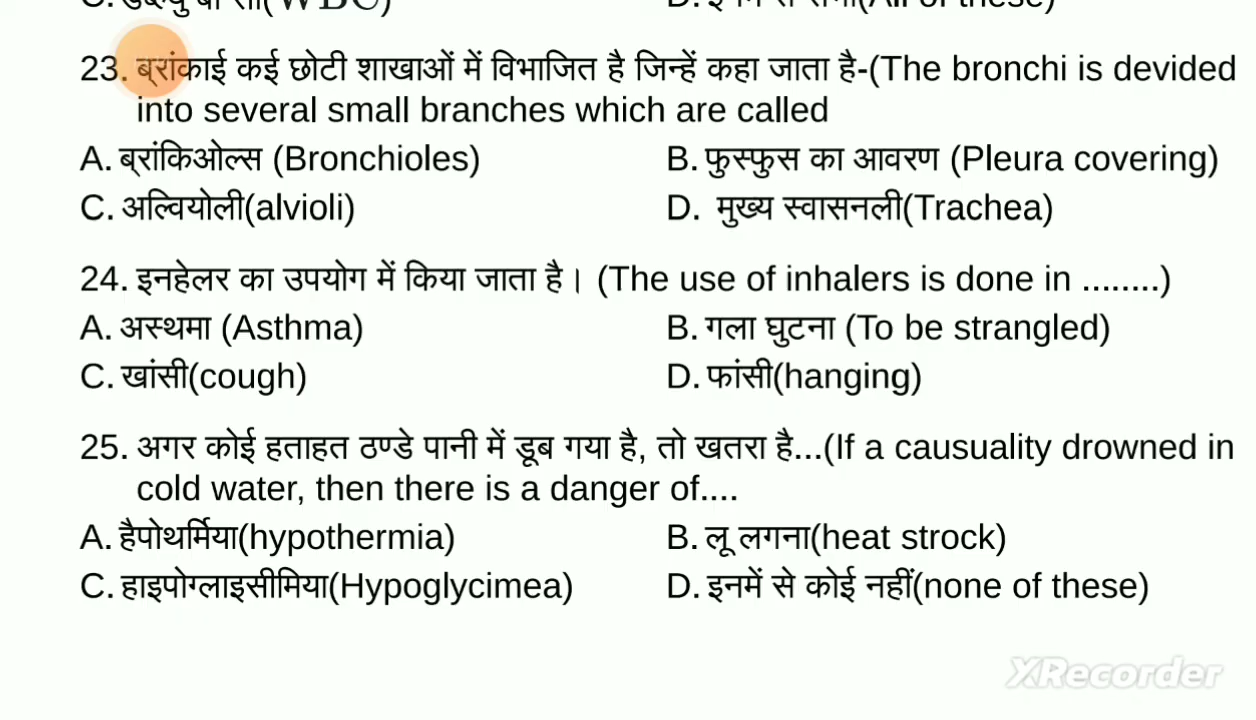 (WBC)
(All of these)
23. ब्रांकाई कई छोटी शाखाओं में विभाजित है जिन्हें कहा जाता है-(The bronchi is devided
into several small branches which are called
A. ब्रांकिओल्स (Bronchioles) B. फुस्फुस का आवरण (Pleura covering)
C. अल्वियोली(alvioli) D. मुख्य स्वासनली(Trachea)
24. इनहेलर का उपयोग में किया जाता है। (The use of inhalers is done in ........)
A. अस्थमा (Asthma) B. गला घुटना (To be strangled)
C. खांसी(cough) D. फांसी(hanging)
25. अगर कोई हताहत ठण्डे पानी में डूब गया है, तो खतरा है...(If a causuality drowned in
cold water, then there is a danger of....
A. हैपोथर्मिया(hypothermia) B. लू लगना(heat strock)
C. हाइपोग्लाइसीमिया(Hypoglycimea) D. इनमें से कोई नहीं(none of these)
XRecorder